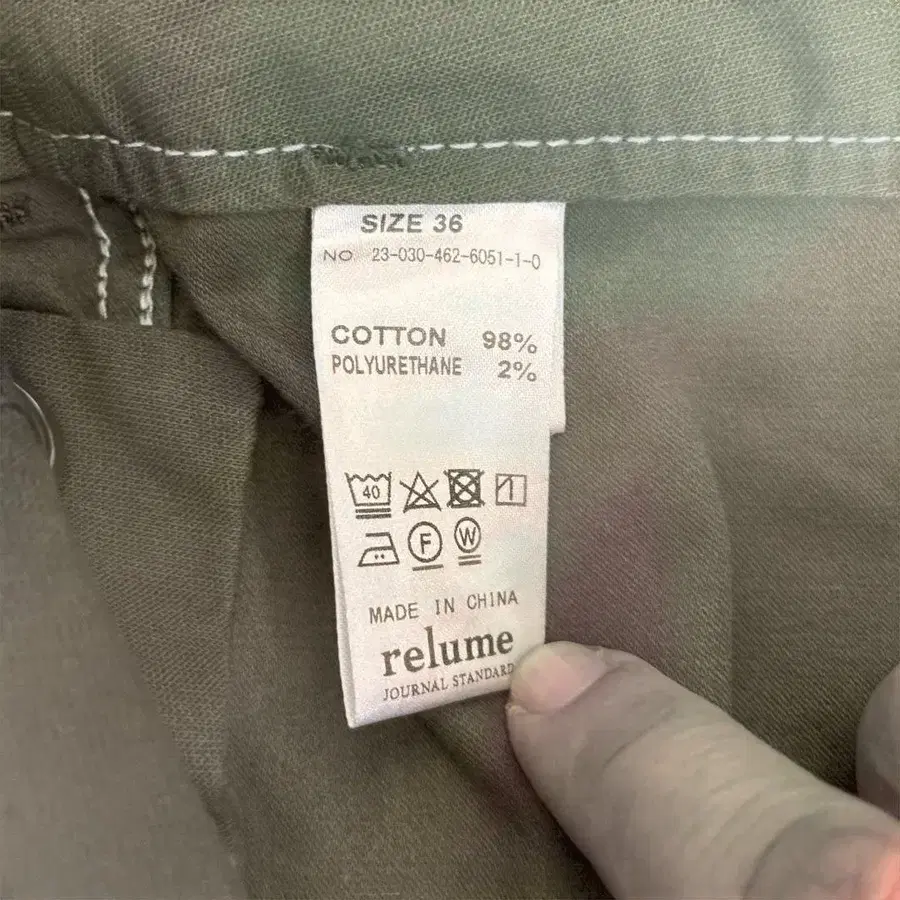 SIZE 36
NO 23-030-462-6051-1-0
COTTON 98%
POLYURETHANE 2%
40
F W
MADE IN CHINA
relume
JOURNAL STANDARD